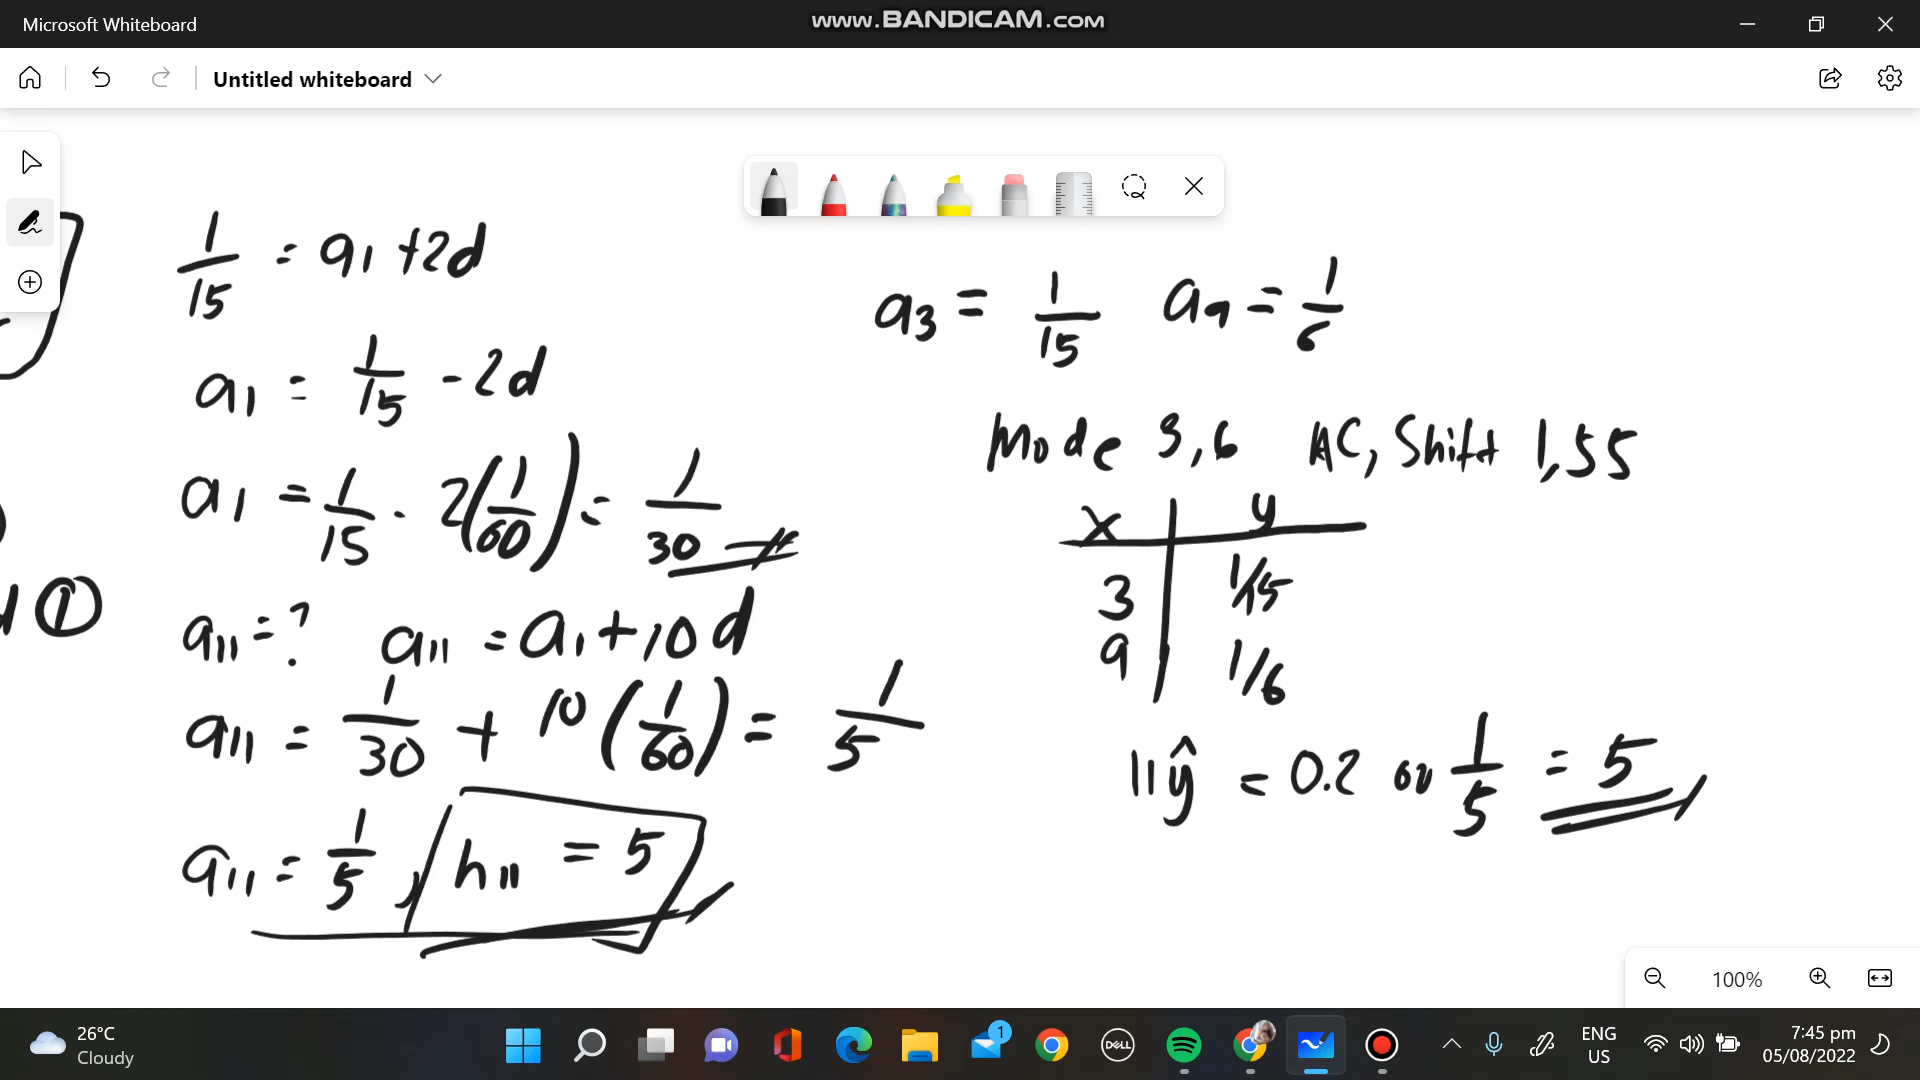 Microsoft Whiteboard
www.BANDICAM.com
Untitled whiteboard
1/15 = a1 + 2d
a1 = 1/15 - 2d
a1 = 1/15 - 2(1/60) = 1/30
d ①
a11 = ? a11 = a1 + 10d
a11 = 1/30 + 10(1/60) = 1/5
a11 = 1/5, h11 = 5
a3 = 1/15 a9 = 1/6
Mode 3,6 AC, Shift 1,55
x y
3 1/15
9 1/6
11ŷ = 0.2 or 1/5 = 5
100%
26°C
Cloudy
1
DELL
ENG
US
7:45 pm
05/08/2022